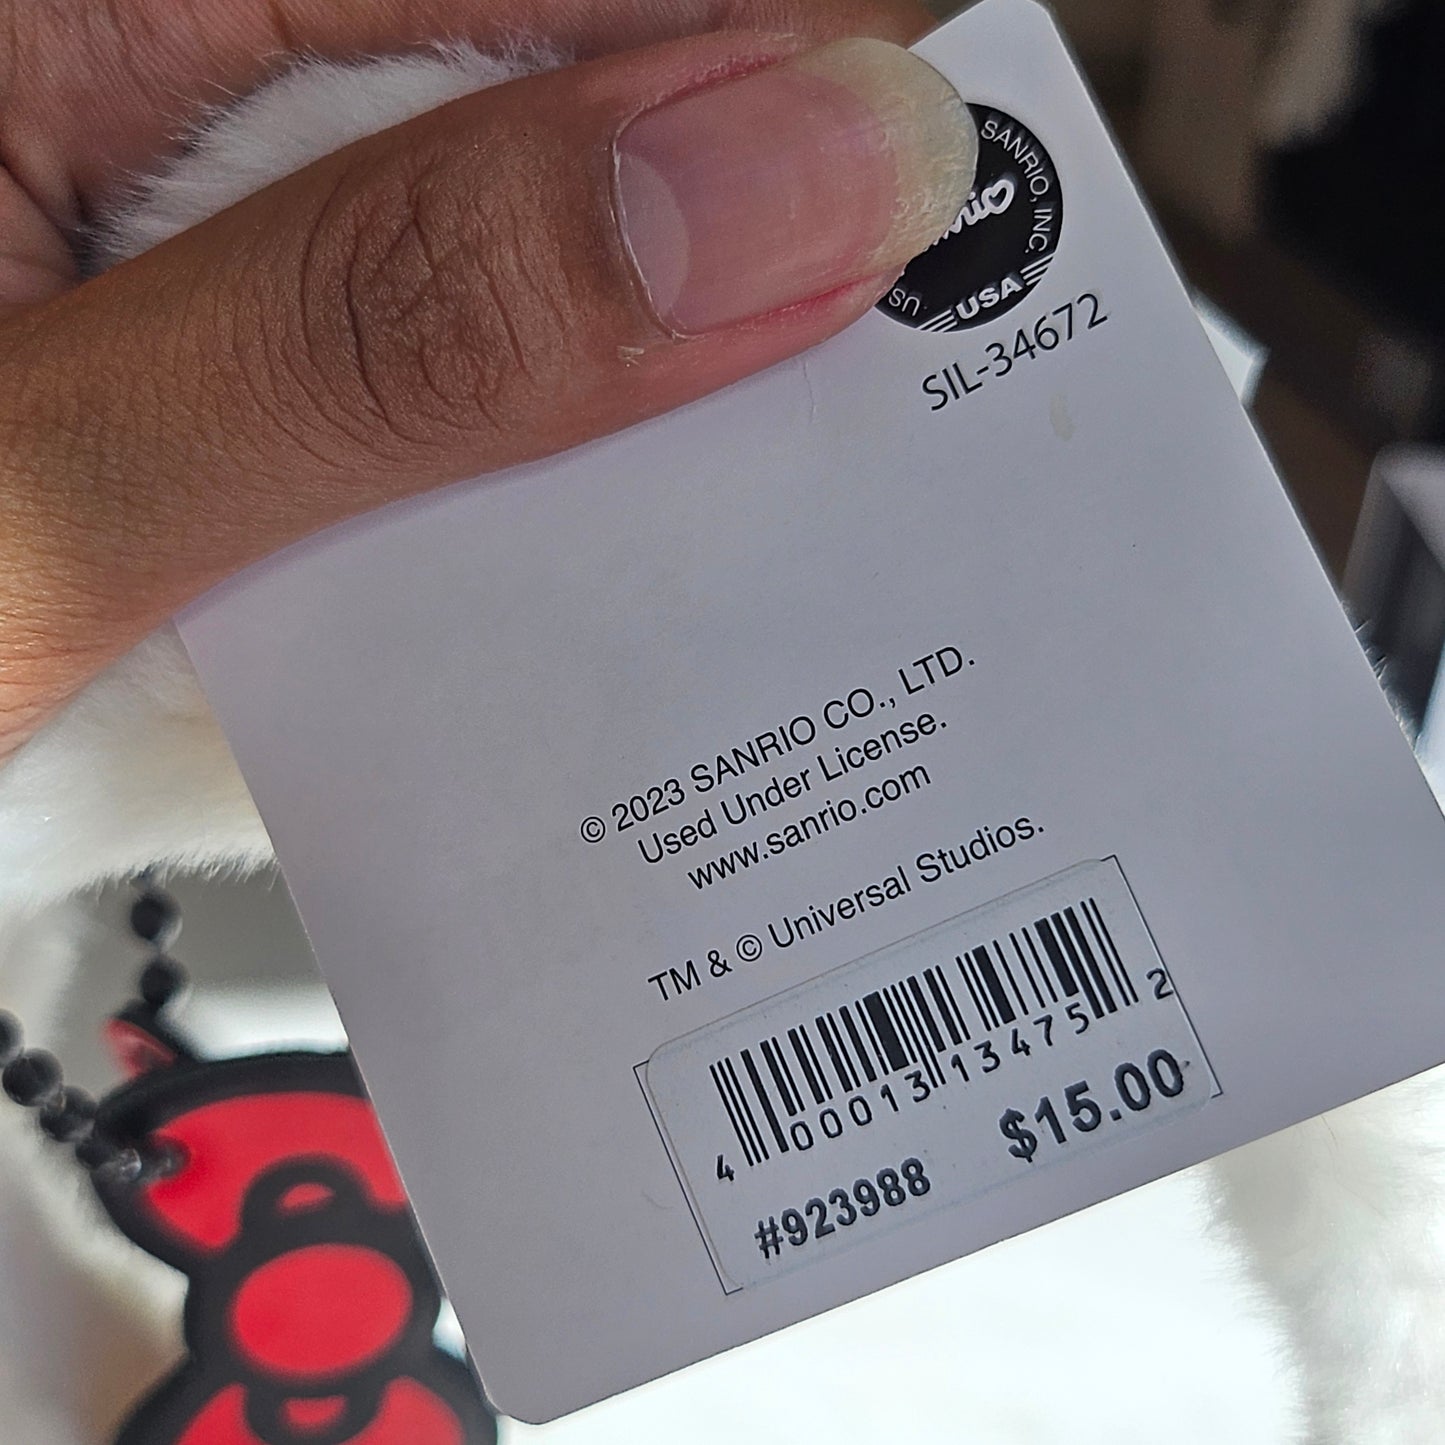 SANRIO, INC.
USA
SIL-34672
© 2023 SANRIO CO., LTD.
Used Under License.
www.sanrio.com
TM & © Universal Studios.
4 00013 13475 2
#923988 $15.00